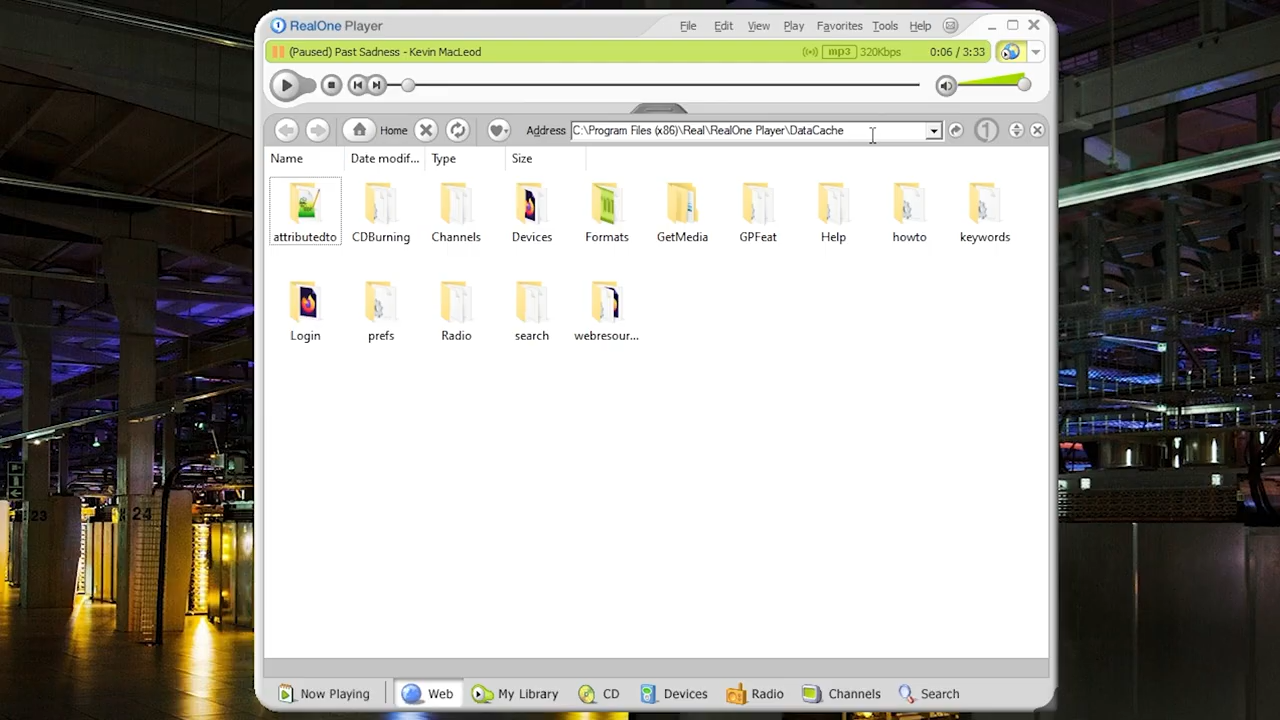 RealOne Player File Edit View Play Favorites Tools Help
(Paused) Past Sadness - Kevin MacLeod mp3 320Kbps 0:06 / 3:33
Home Address C:\Program Files (x86)\Real\RealOne Player\DataCache
Name Date modif... Type Size
attributedto CDBurning Channels Devices Formats GetMedia GPFeat Help howto keywords
Login prefs Radio search webresour...
Now Playing Web My Library CD Devices Radio Channels Search
23
24